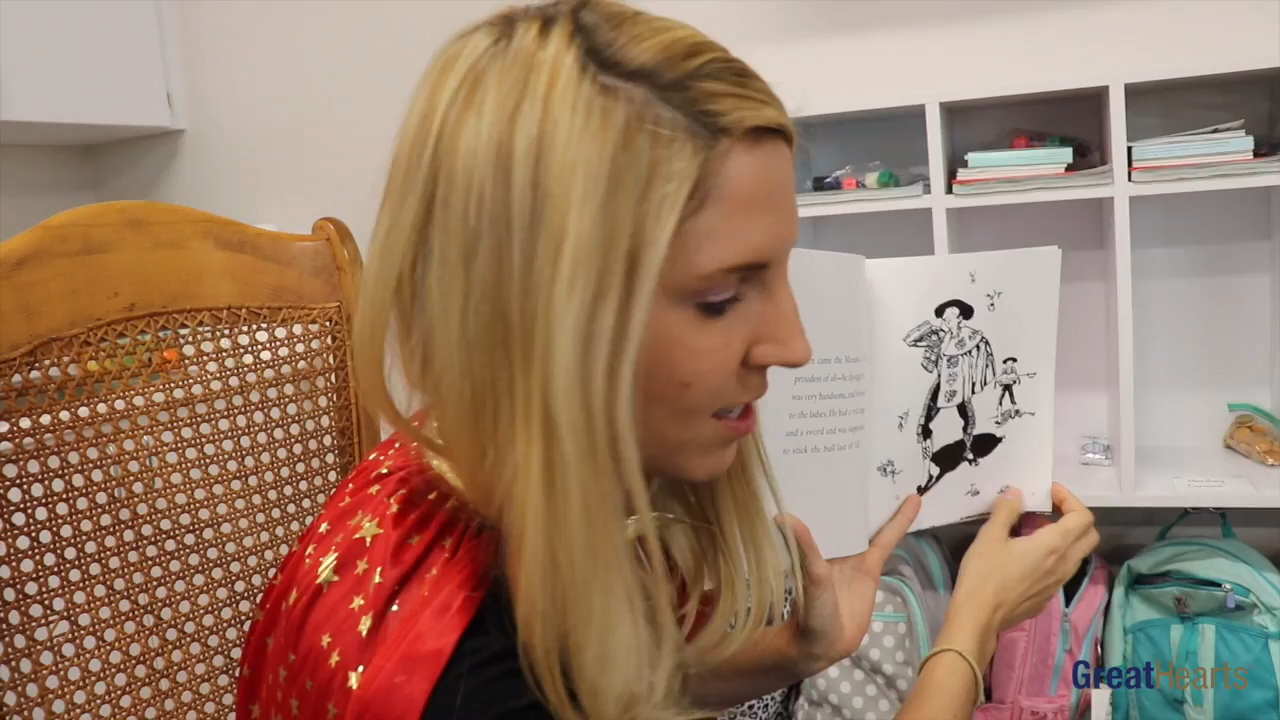 came the
proudest of all—he thought he
was very handsome, and bowed
to the ladies. He had a red cape
and a sword and was supposed
to stick the bull last of all.
GreatHearts